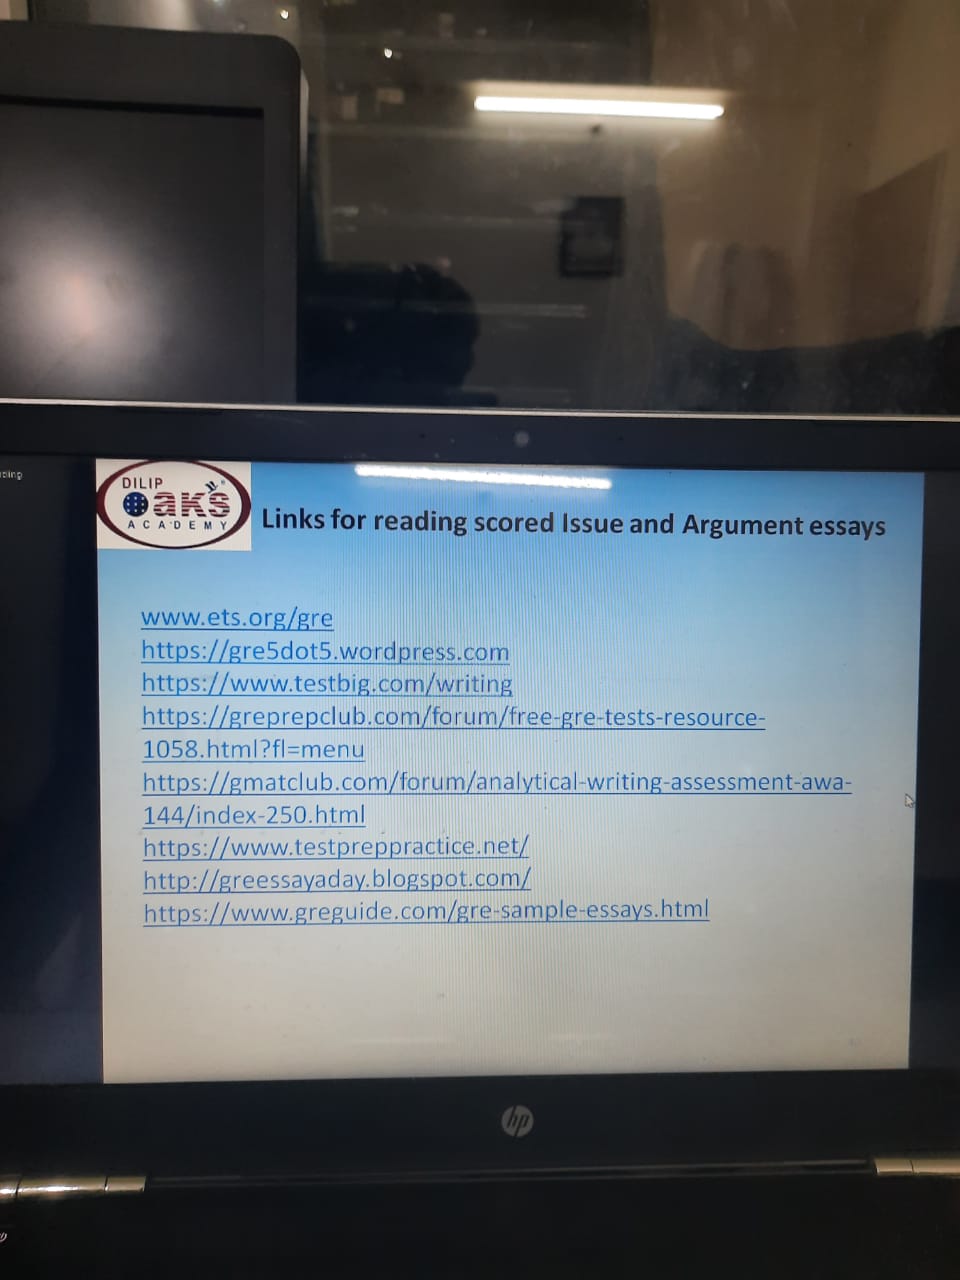 DILIP
OAKS
ACADEMY
Links for reading scored Issue and Argument essays
www.ets.org/gre
https://gre5dot5.wordpress.com
https://www.testbig.com/writing
https://greprepclub.com/forum/free-gre-tests-resource-
1058.html?fl=menu
https://gmatclub.com/forum/analytical-writing-assessment-awa-
144/index-250.html
https://www.testpreppractice.net/
http://greessayaday.blogspot.com/
https://www.greguide.com/gre-sample-essays.html
hp